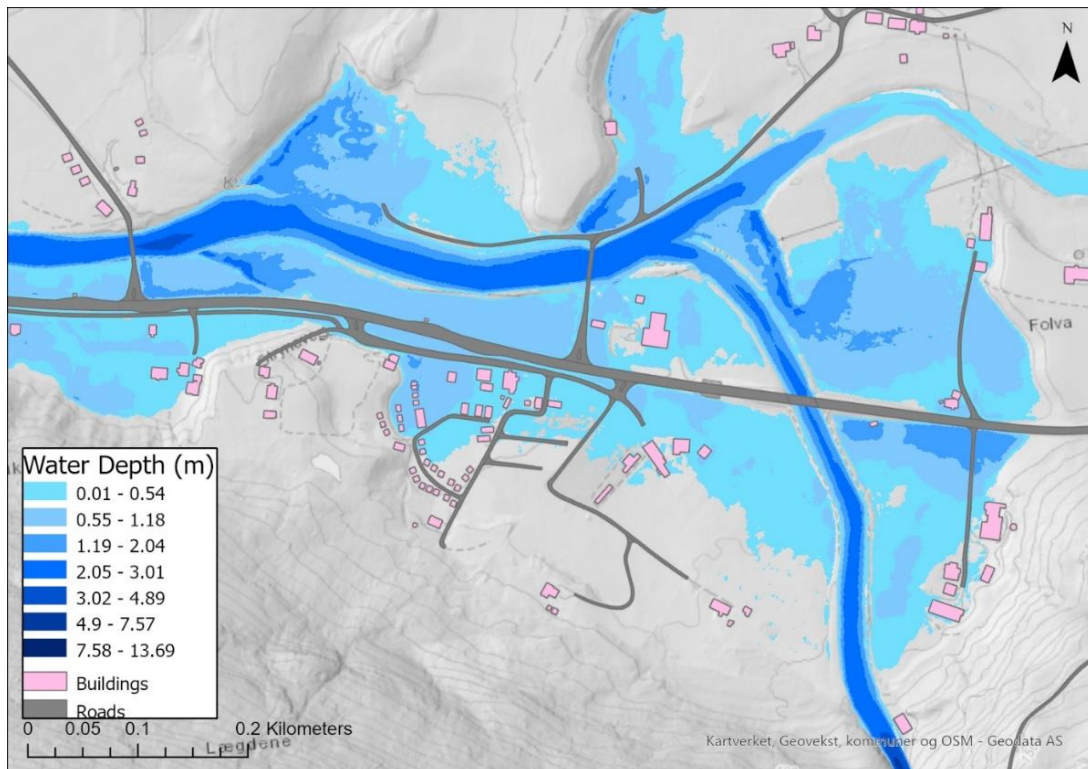 N
Folva
Water Depth (m)
0.01 - 0.54
0.55 - 1.18
1.19 - 2.04
2.05 - 3.01
3.02 - 4.89
4.9 - 7.57
7.58 - 13.69
Buildings
Roads
0 0.05 0.1 0.2 Kilometers
Lægdene
Kartverket, Geovekst, kommuner og OSM - Geodata AS